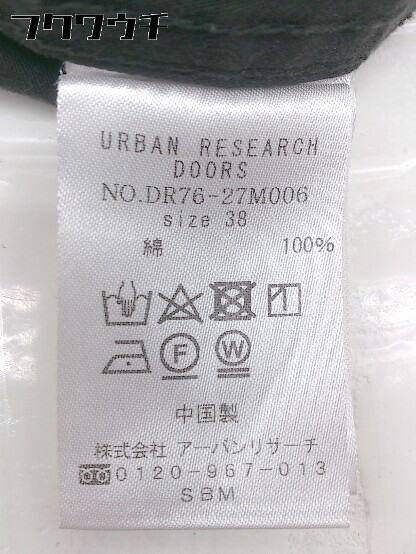 フクワウチ
URBAN RESEARCH
DOORS
NO.DR76-27M006
size 38
綿 100%
F W
中国製
株式会社 アーバンリサーチ
0120-967-013
SBM